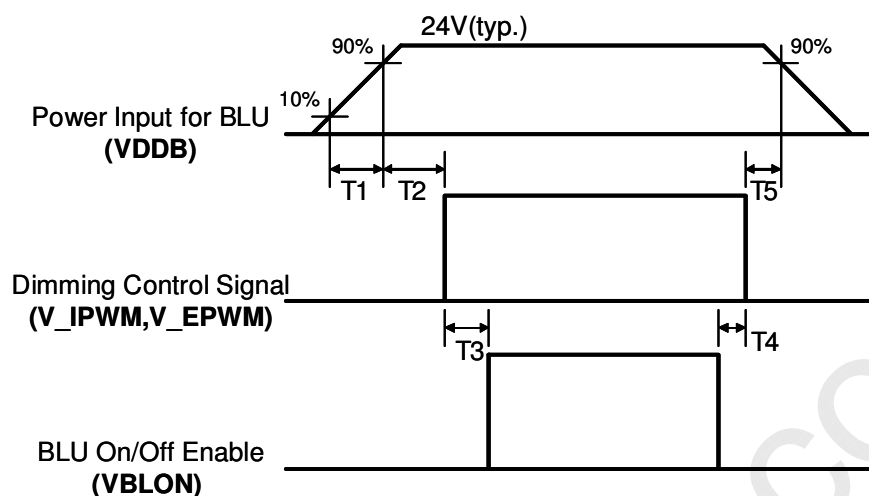 24V(typ.)
90%
90%
10%
Power Input for BLU
(VDDB)
T1
T2
T5
Dimming Control Signal
(V_IPWM,V_EPWM)
T3
T4
BLU On/Off Enable
(VBLON)